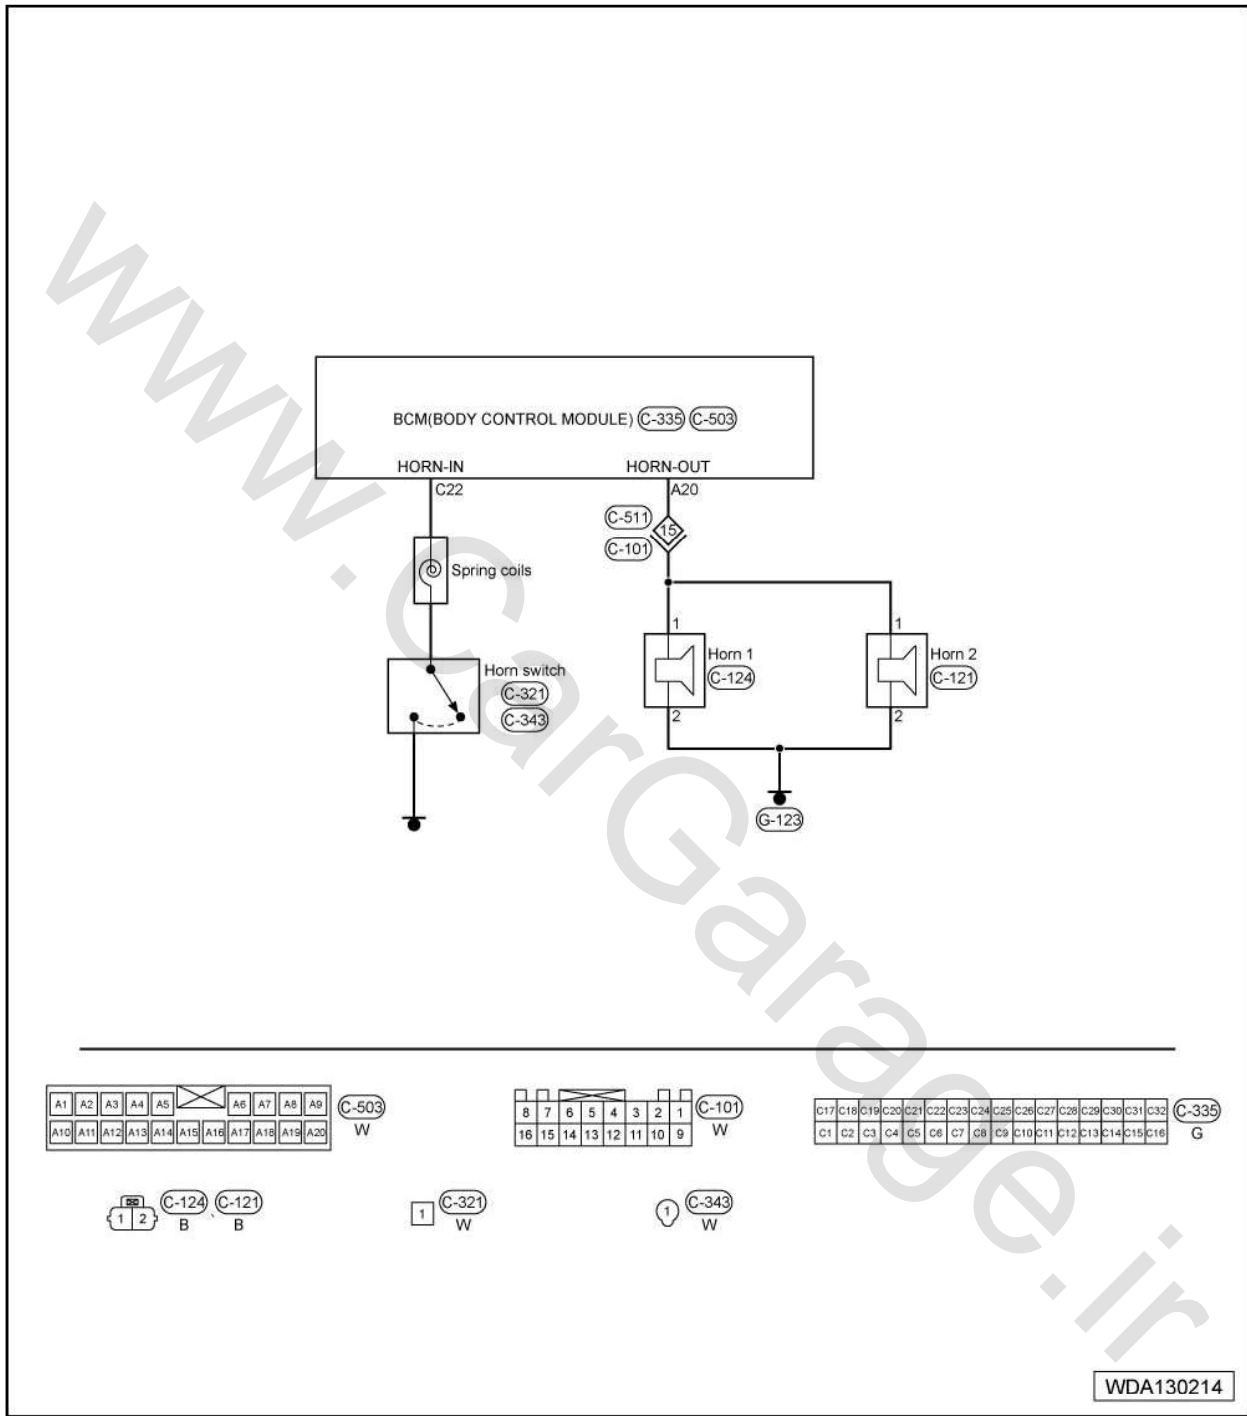 www.CarGarage.ir
BCM(BODY CONTROL MODULE) C-335 C-503
HORN-IN HORN-OUT
C22 A20
C-511
15
C-101
Spring coils
1 1
Horn switch Horn 1 Horn 2
C-321 C-124 C-121
C-343
2 2
G-123
A1 A2 A3 A4 A5 A6 A7 A8 A9 C-503
A10 A11 A12 A13 A14 A15 A16 A17 A18 A19 A20 W
8 7 6 5 4 3 2 1 C-101
16 15 14 13 12 11 10 9 W
C17 C18 C19 C20 C21 C22 C23 C24 C25 C26 C27 C28 C29 C30 C31 C32 C-335
C1 C2 C3 C4 C5 C6 C7 C8 C9 C10 C11 C12 C13 C14 C15 C16 G
1 2 C-124 、 C-121
B B
1 C-321
W
1 C-343
W
WDA130214